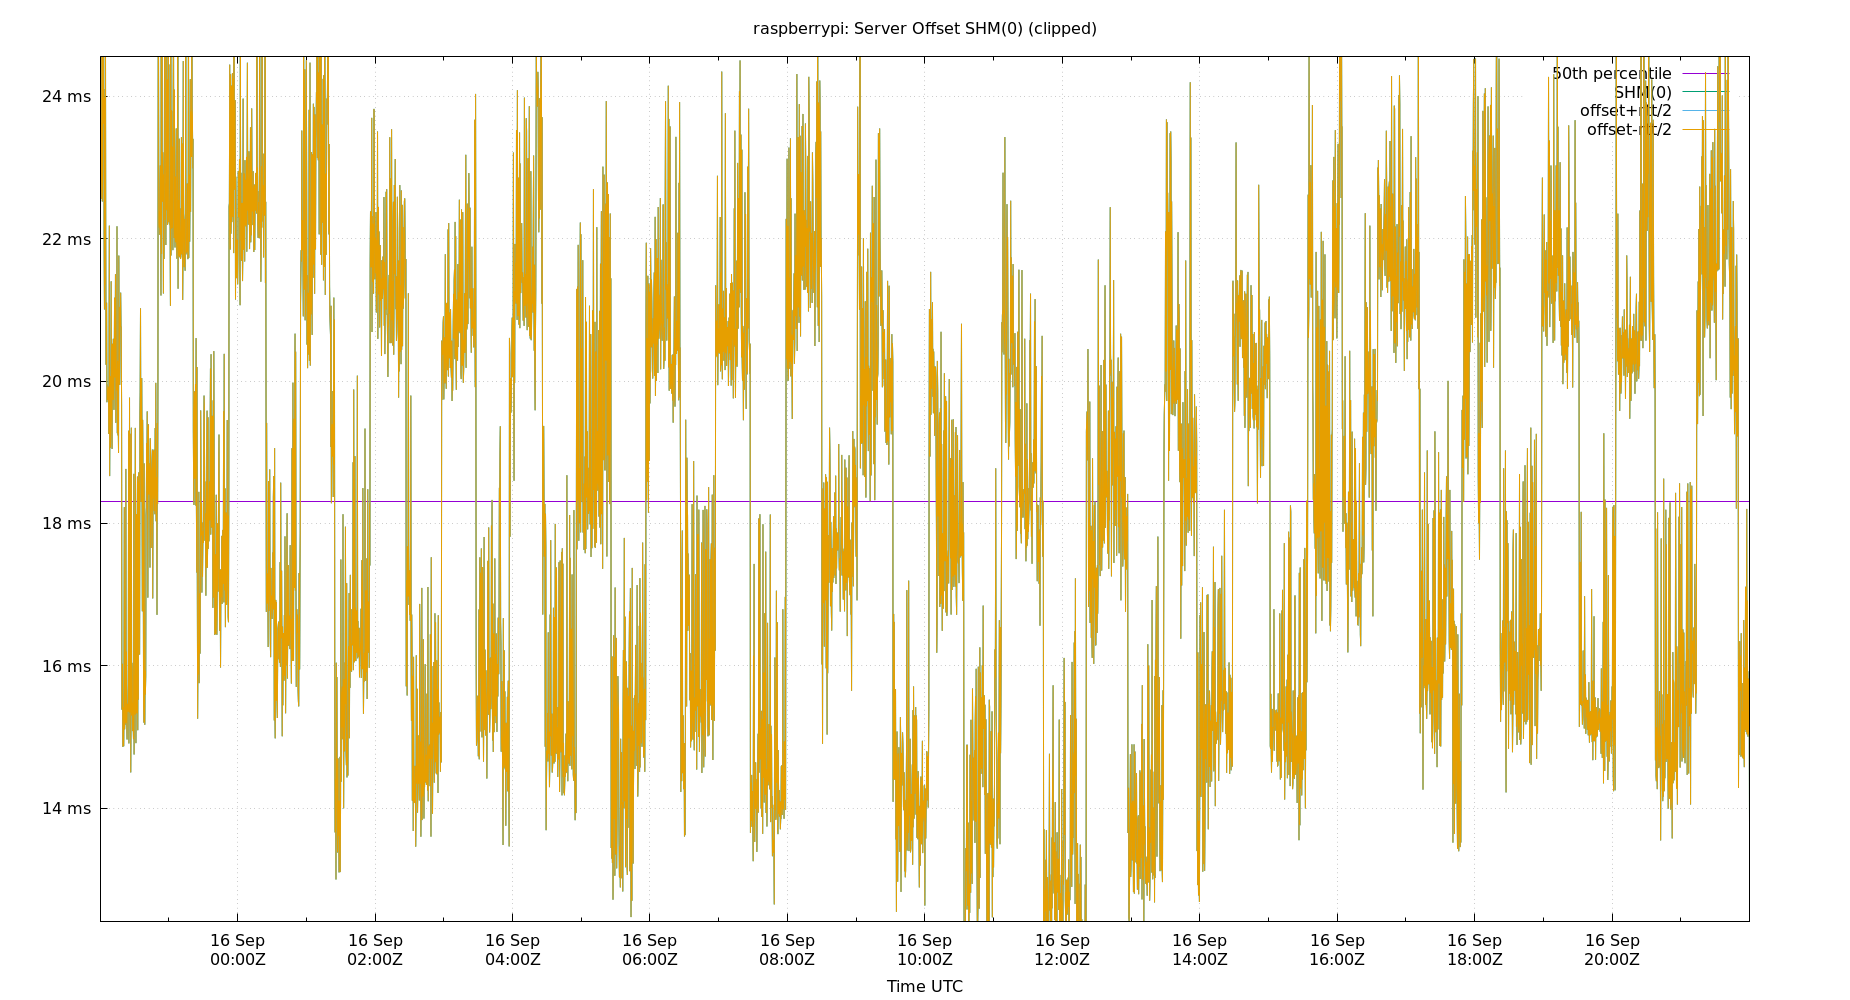 raspberrypi: Server Offset SHM(0) (clipped)
50th percentile
SHM(0)
offset+rtt/2
offset-rtt/2
24 ms
22 ms
20 ms
18 ms
16 ms
14 ms
16 Sep 16 Sep 16 Sep 16 Sep 16 Sep 16 Sep 16 Sep 16 Sep 16 Sep 16 Sep 16 Sep
00:00Z 02:00Z 04:00Z 06:00Z 08:00Z 10:00Z 12:00Z 14:00Z 16:00Z 18:00Z 20:00Z
Time UTC